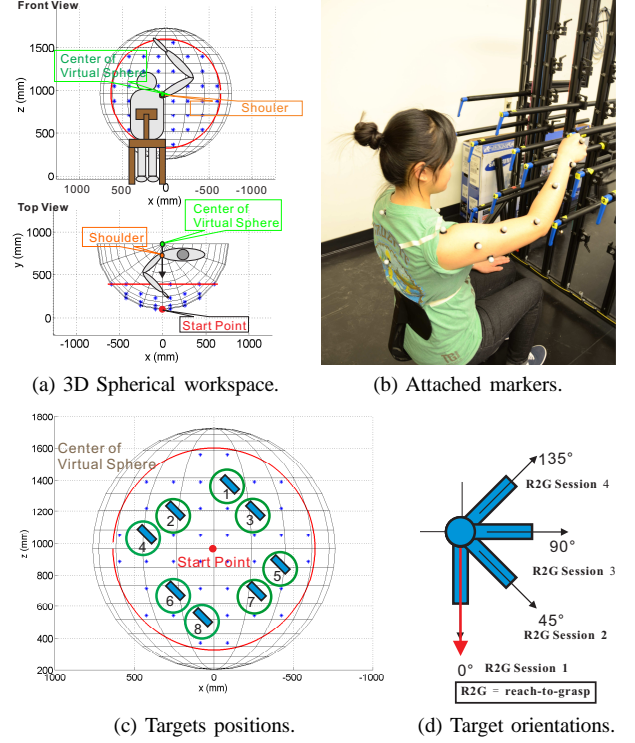 Front View
1500
Center of
Virtual Sphere
1000
Shouler
500
0
z (mm)
1000 500 0 -500 -1000
x (mm)
Top View
Center of
Virtual Sphere
1000
Shoulder
500
0
y (mm)
Start Point
-1000 -500 0 500 1000
x (mm)
(a) 3D Spherical workspace.
(b) Attached markers.
1800
1600
Center of
Virtual Sphere
1400
1200
1000
800
600
400
200
z(mm)
1
2
3
4
Start Point
5
6
7
8
1000 500 0 -500 -1000
x (mm)
(c) Targets positions.
135°
R2G Session 4
90°
R2G Session 3
45°
R2G Session 2
0° R2G Session 1
R2G = reach-to-grasp
(d) Target orientations.